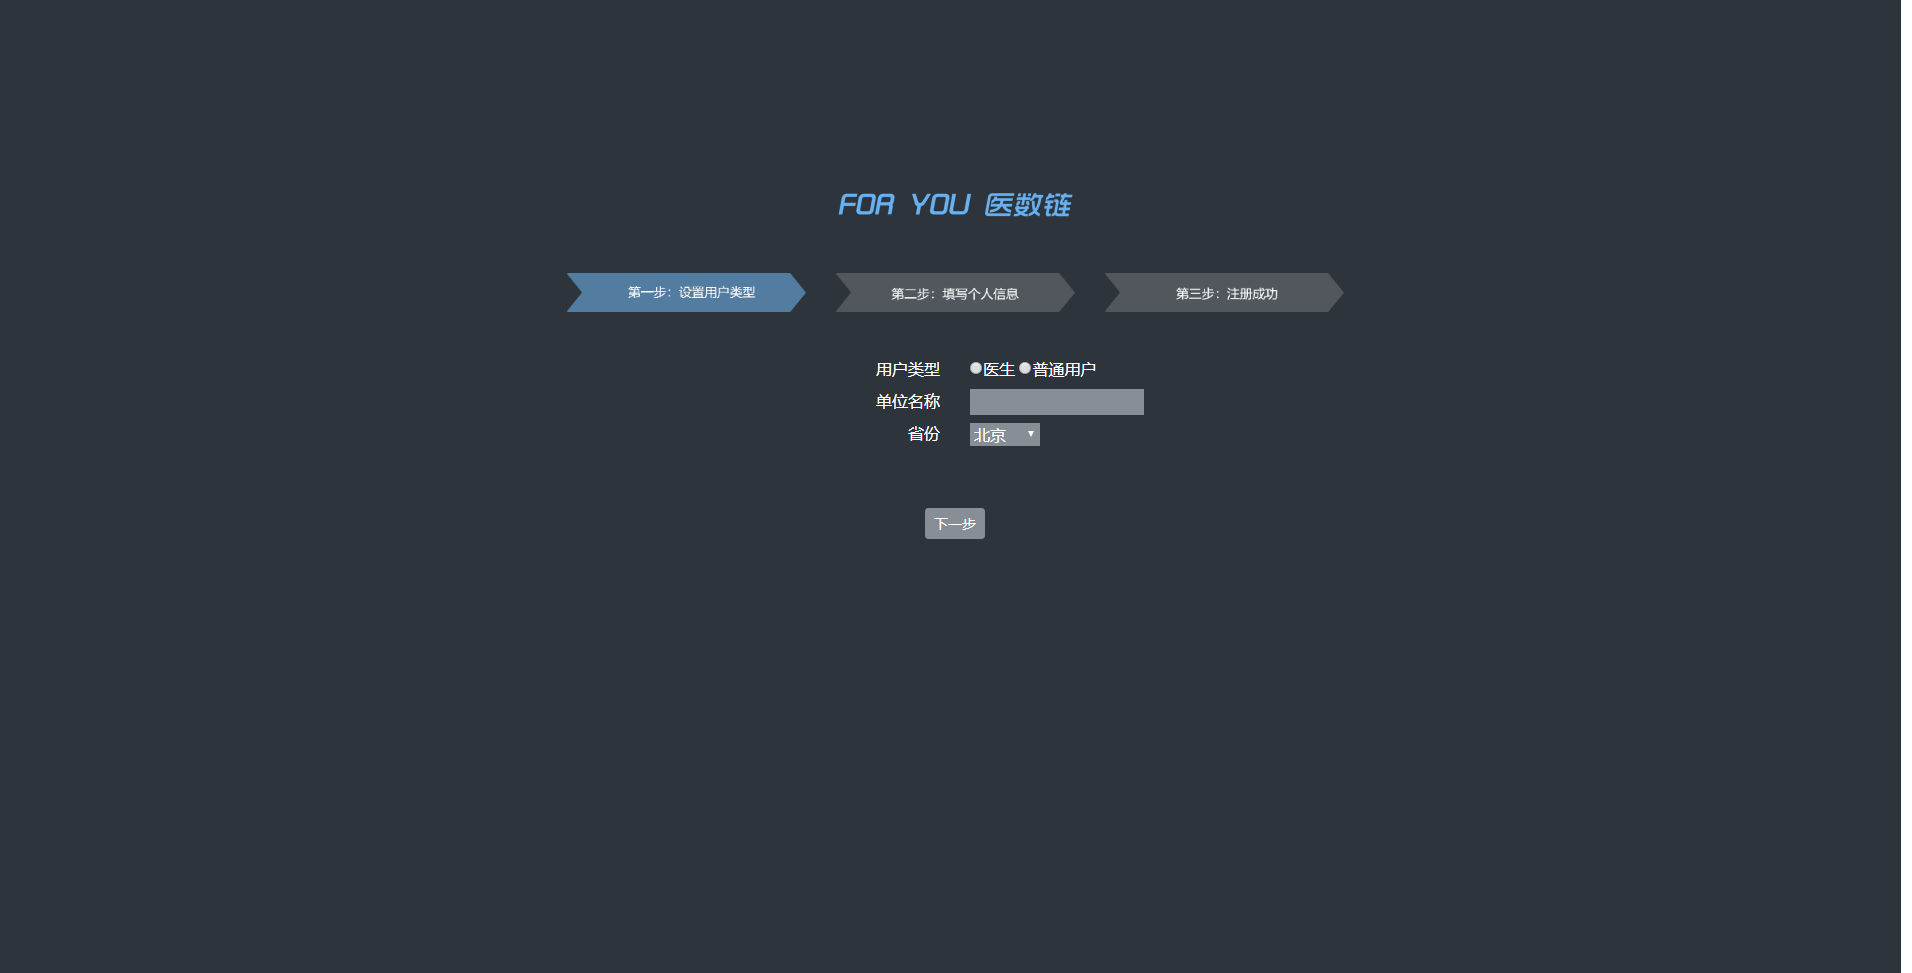 FOR YOU 医数链
第一步：设置用户类型
第二步：填写个人信息
第三步：注册成功
用户类型 医生 普通用户
单位名称
省份 北京
下一步